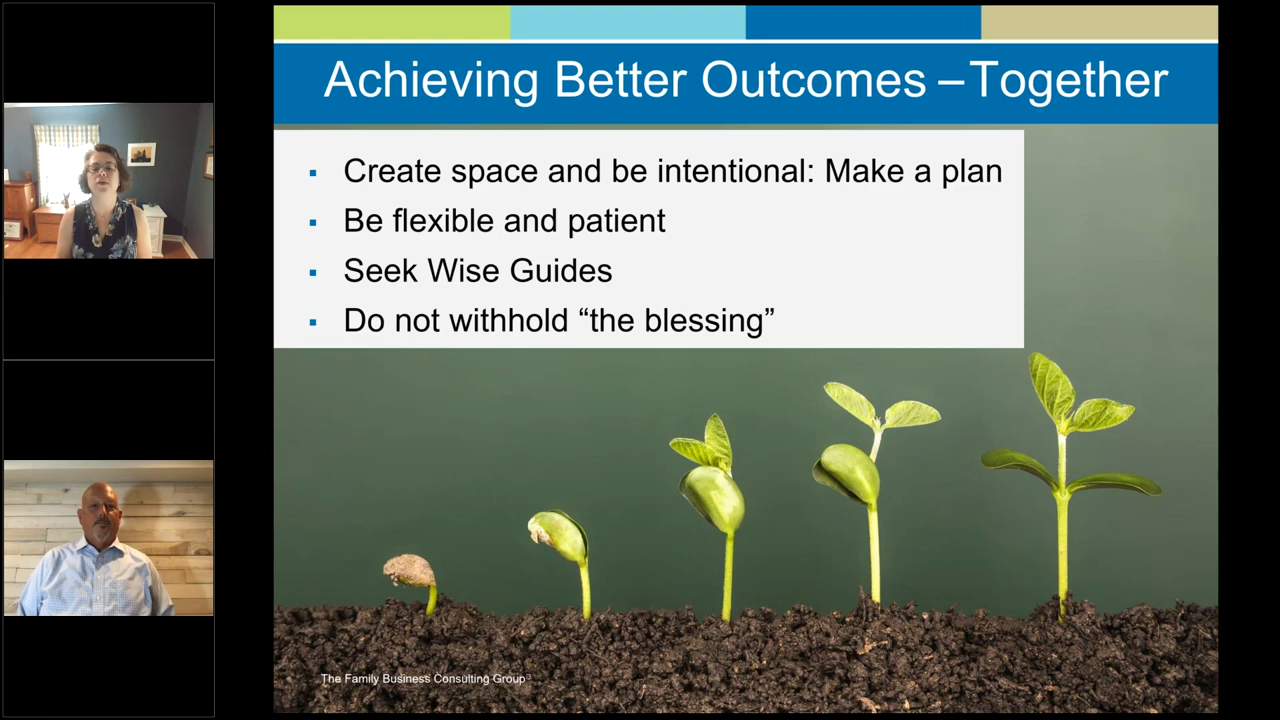 Achieving Better Outcomes – Together
▪ Create space and be intentional: Make a plan
▪ Be flexible and patient
▪ Seek Wise Guides
▪ Do not withhold “the blessing”
The Family Business Consulting Group